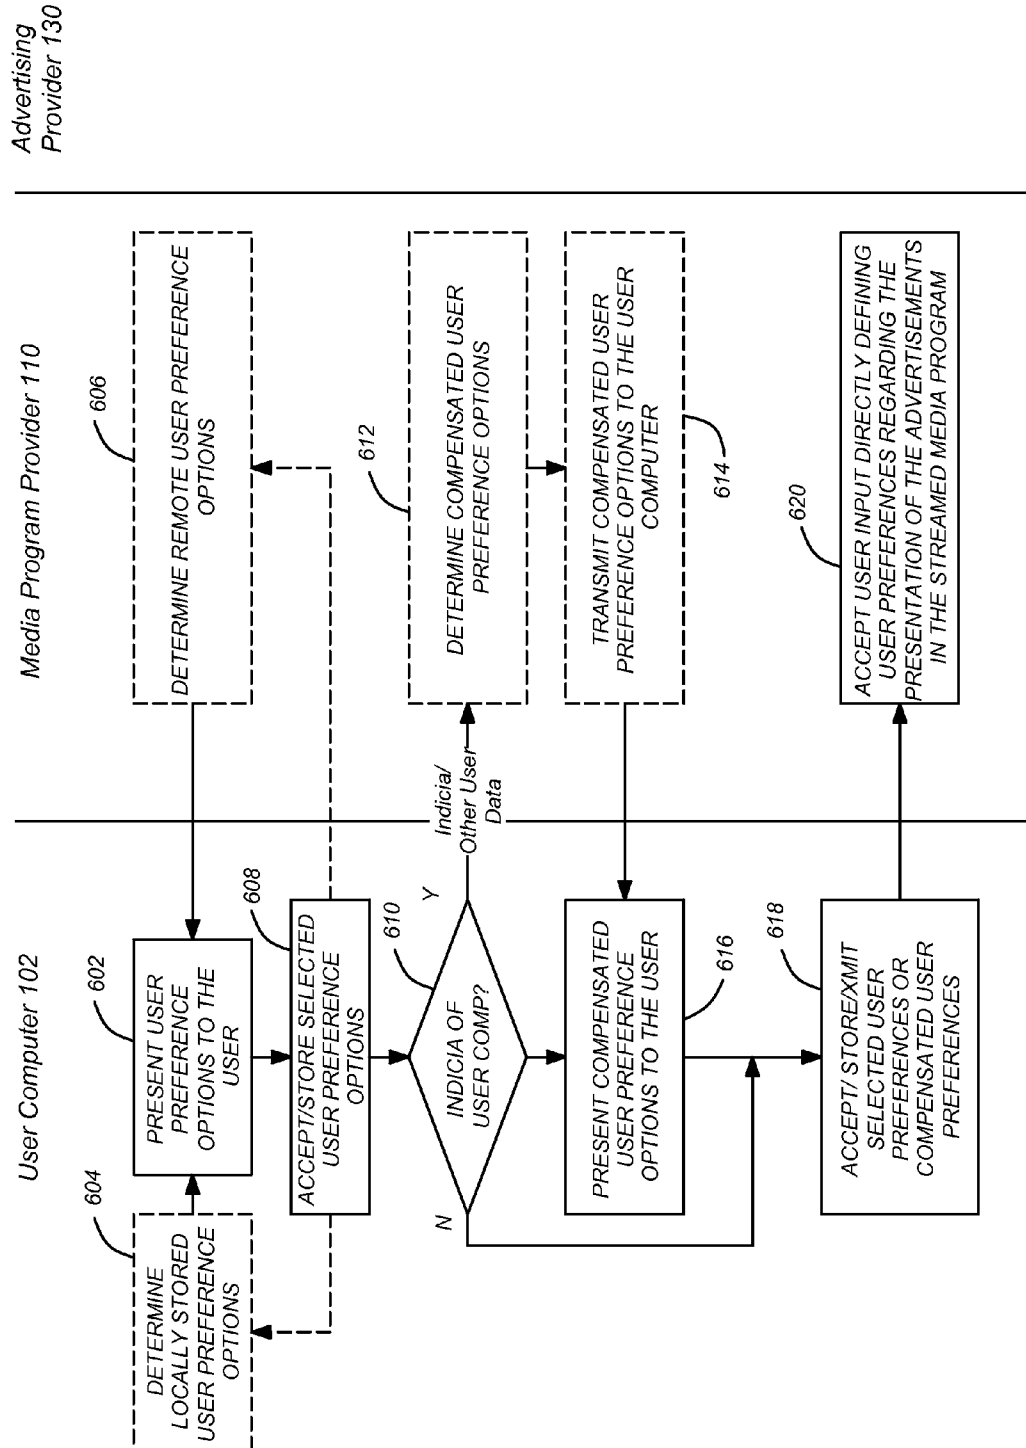 User Computer 102
Media Program Provider 110
Advertising
Provider 130
604
DETERMINE
LOCALLY STORED
USER PREFERENCE
OPTIONS
602
PRESENT USER
PREFERENCE
OPTIONS TO THE
USER
606
DETERMINE REMOTE USER PREFERENCE
OPTIONS
608
ACCEPT/STORE SELECTED
USER PREFERENCE
OPTIONS
610
INDICIA OF
USER COMP?
N
Y
Indicia/
Other User
Data
612
DETERMINE COMPENSATED USER
PREFERENCE OPTIONS
614
TRANSMIT COMPENSATED USER
PREFERENCE OPTIONS TO THE USER
COMPUTER
616
PRESENT COMPENSATED
USER PREFERENCE
OPTIONS TO THE USER
618
ACCEPT/ STORE/XMIT
SELECTED USER
PREFERENCES OR
COMPENSATED USER
PREFERENCES
620
ACCEPT USER INPUT DIRECTLY DEFINING
USER PREFERENCES REGARDING THE
PRESENTATION OF THE ADVERTISEMENTS
IN THE STREAMED MEDIA PROGRAM